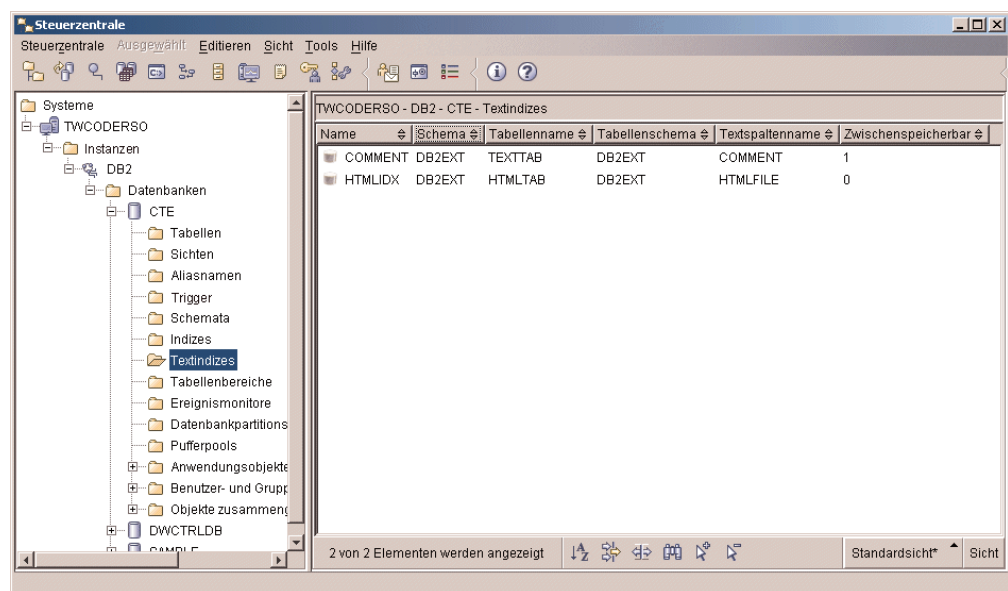 Steuerzentrale
Steuerzentrale Ausgewählt Editieren Sicht Tools Hilfe
Systeme
TWCODERSO
Instanzen
DB2
Datenbanken
CTE
Tabellen
Sichten
Aliasnamen
Trigger
Schemata
Indizes
Textindizes
Tabellenbereiche
Ereignismonitore
Datenbankpartitions
Pufferpools
Anwendungsobjekte
Benutzer- und Grupp
Objekte zusammen
DWCTRLDB
SAMPLE
TWCODERSO - DB2 - CTE - Textindizes
Name Schema Tabellenname Tabellenschema Textspaltenname Zwischenspeicherbar
COMMENT DB2EXT TEXTTAB DB2EXT COMMENT 1
HTMLIDX DB2EXT HTMLTAB DB2EXT HTMLFILE 0
2 von 2 Elementen werden angezeigt Standardsicht* Sicht